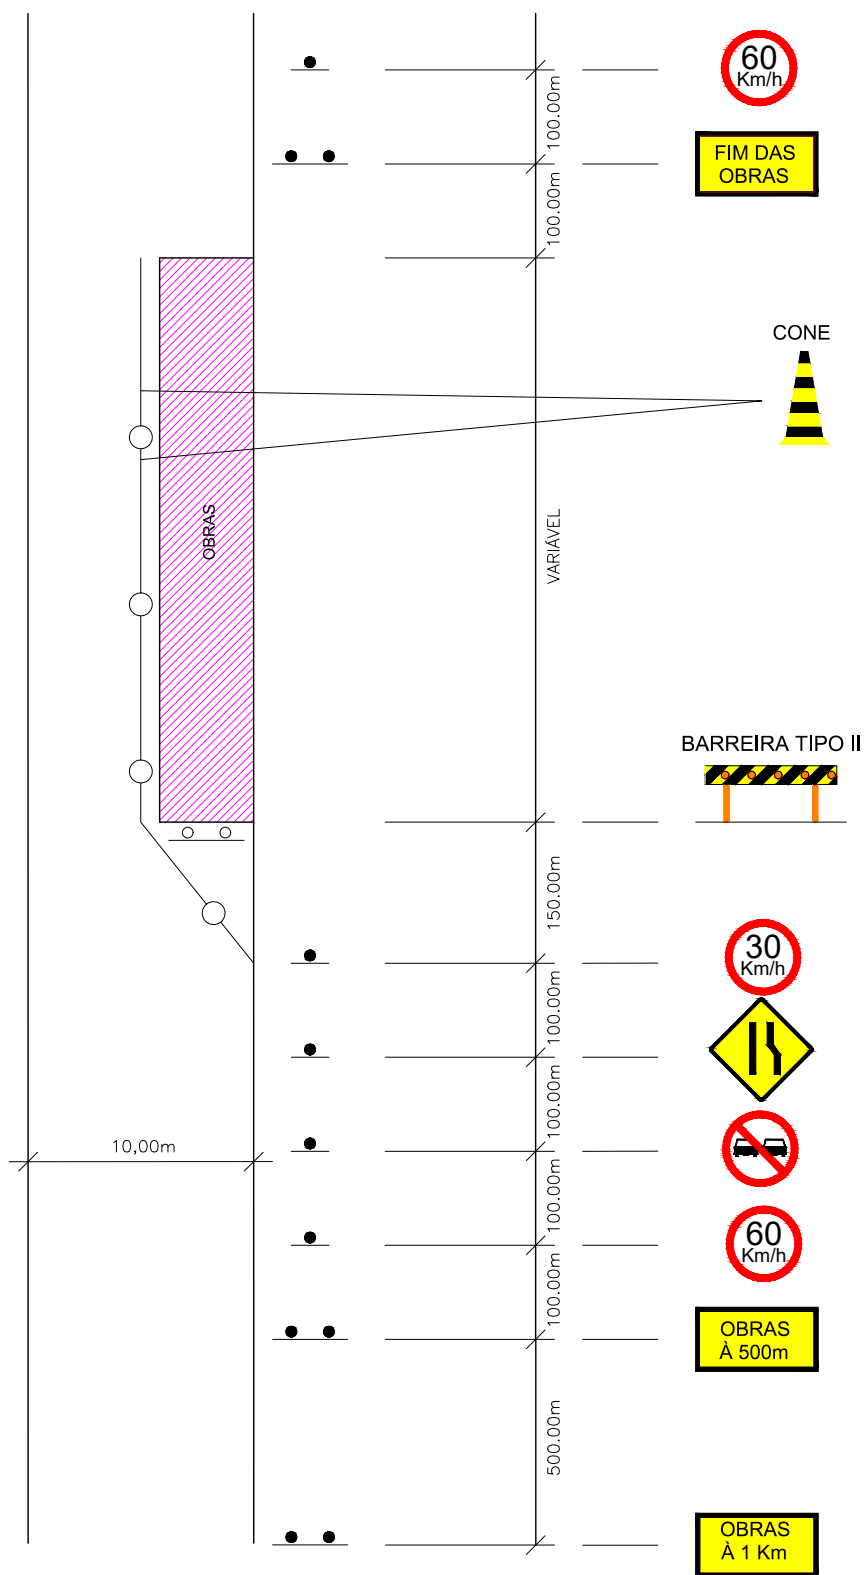 60
Km/h
100.00m
FIM DAS
OBRAS
100.00m
CONE
OBRAS
VARIÁVEL
BARREIRA TIPO II
150.00m
30
Km/h
100.00m
100.00m
10,00m
100.00m
60
Km/h
100.00m
OBRAS
À 500m
500.00m
OBRAS
À 1 Km